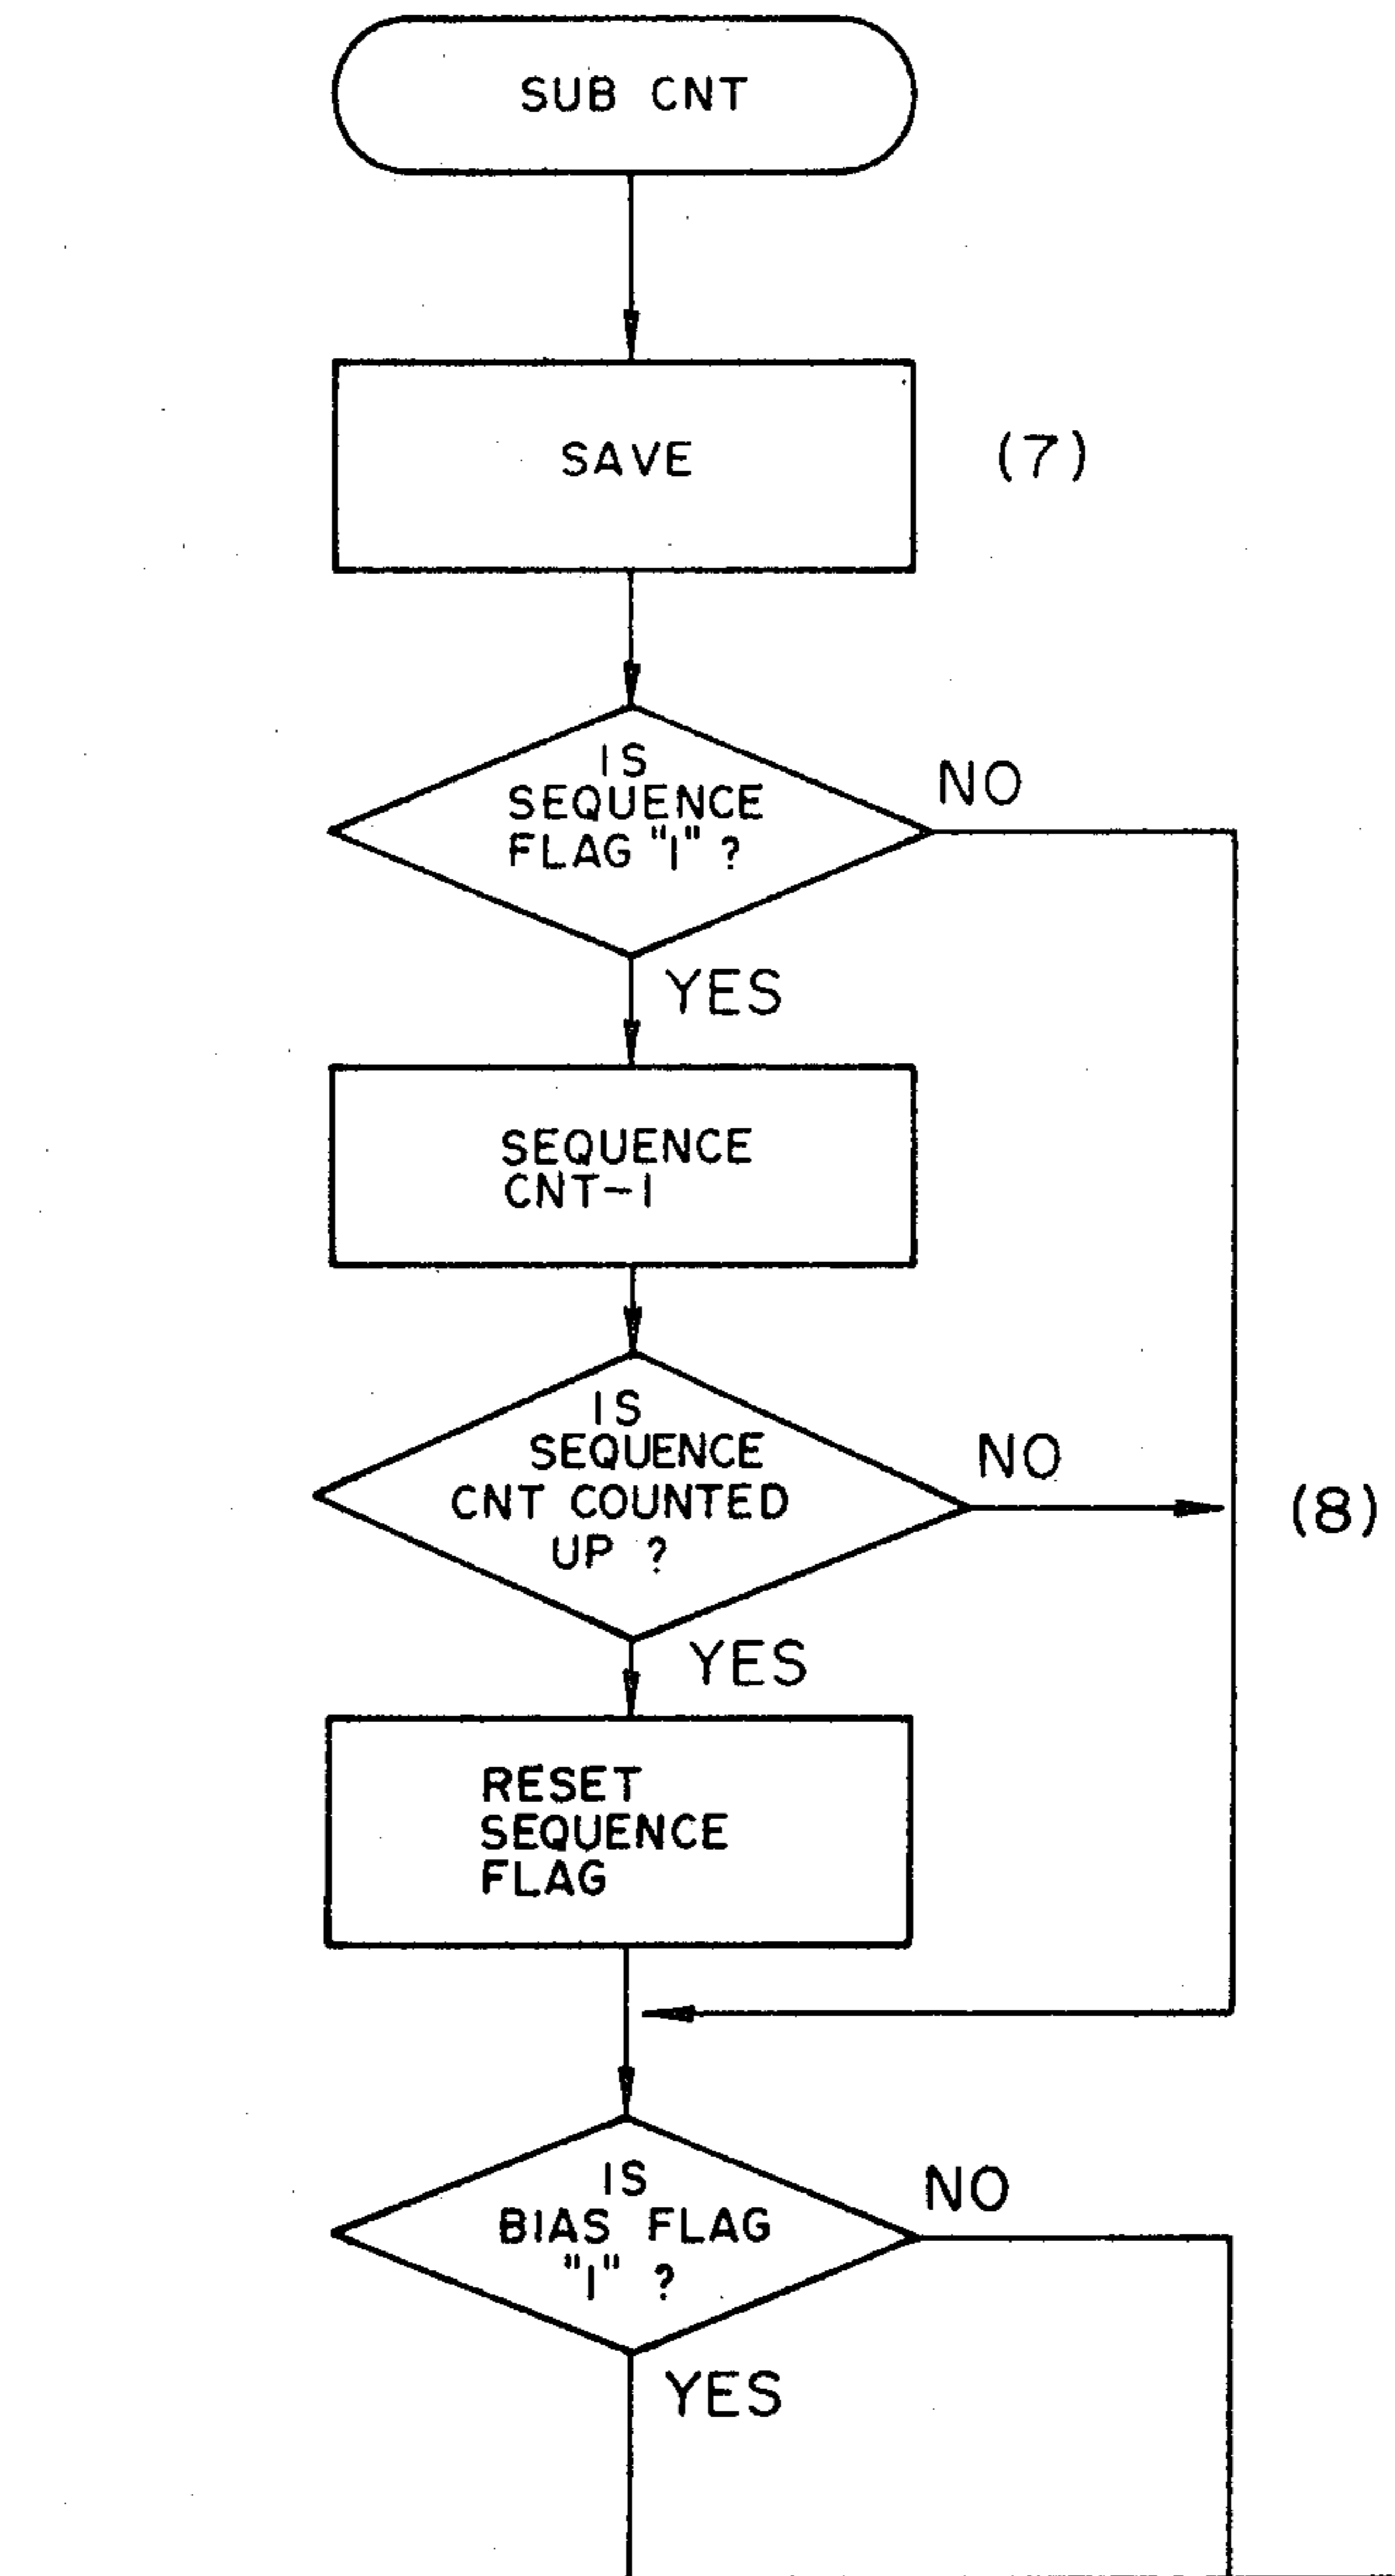 SUB CNT
SAVE
(7)
IS
SEQUENCE
FLAG "1" ?
NO
YES
SEQUENCE
CNT-1
IS
SEQUENCE
CNT COUNTED
UP ?
NO
(8)
YES
RESET
SEQUENCE
FLAG
IS
BIAS FLAG
"1" ?
NO
YES